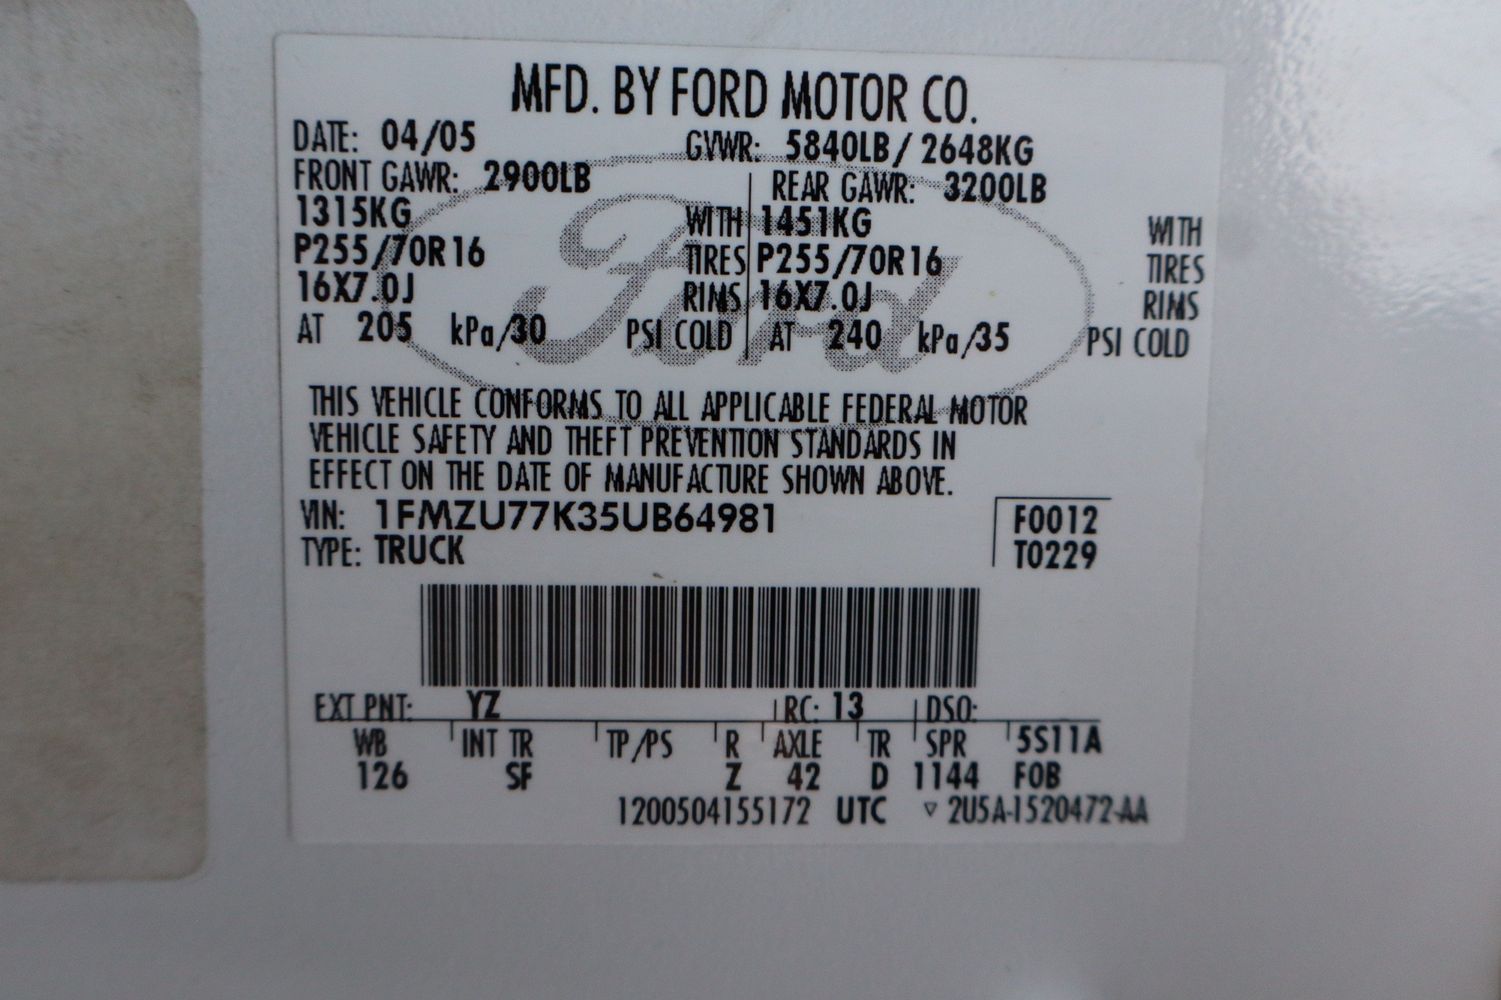 MFD. BY FORD MOTOR CO.
DATE: 04/05 GVWR: 5840LB/ 2648KG
FRONT GAWR: 2900LB REAR GAWR: 3200LB
1315KG WITH 1451KG WITH
P255/70R16 TIRES P255/70R16 TIRES
16X7.0J RIMS 16X7.0J RIMS
AT 205 kPa/30 PSI COLD AT 240 kPa/35 PSI COLD
Ford
THIS VEHICLE CONFORMS TO ALL APPLICABLE FEDERAL MOTOR
VEHICLE SAFETY AND THEFT PREVENTION STANDARDS IN
EFFECT ON THE DATE OF MANUFACTURE SHOWN ABOVE.
VIN: 1FMZU77K35UB64981 F0012
TYPE: TRUCK T0229
EXT PNT: YZ RC: 13 DSO:
WB INT TR TP/PS R AXLE TR SPR 5S11A
126 SF Z 42 D 1144 FOB
1200504155172 UTC ▽ 2U5A-1520472-AA